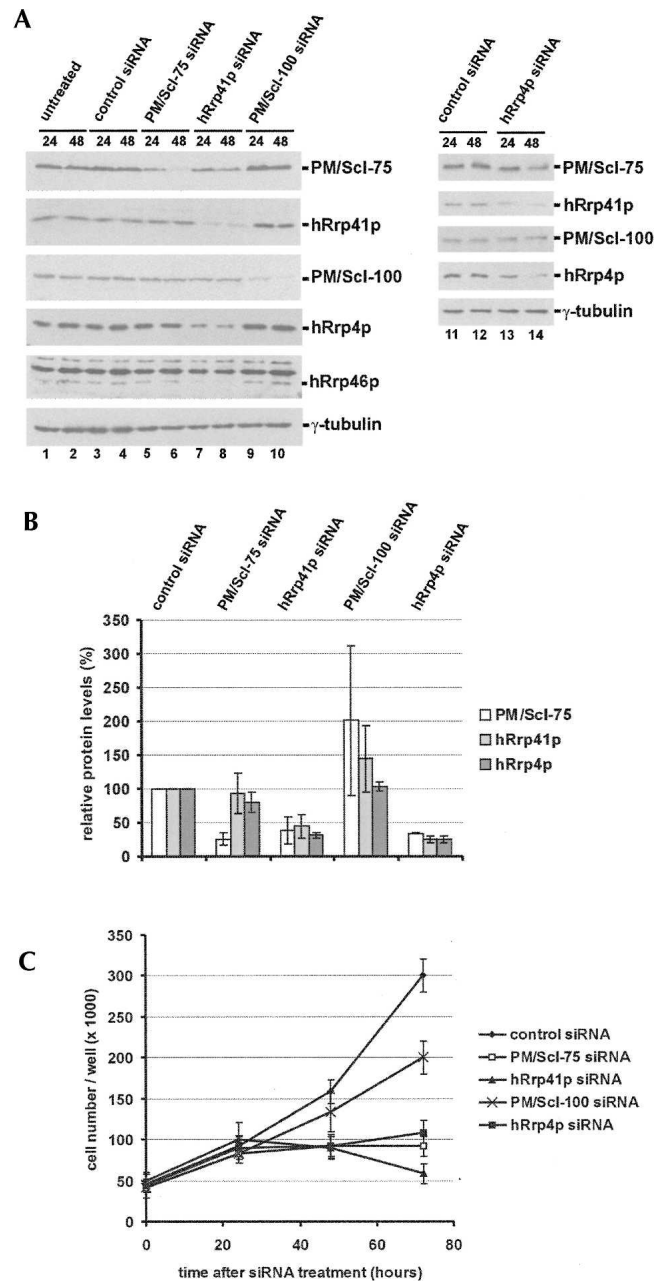 A
untreated
control siRNA
PM/Scl-75 siRNA
hRrp41p siRNA
PM/Scl-100 siRNA
24 48 24 48 24 48 24 48 24 48
PM/Scl-75
hRrp41p
PM/Scl-100
hRrp4p
hRrp46p
γ-tubulin
1 2 3 4 5 6 7 8 9 10
control siRNA
hRrp4p siRNA
24 48 24 48
PM/Scl-75
hRrp41p
PM/Scl-100
hRrp4p
γ-tubulin
11 12 13 14
B
control siRNA
PM/Scl-75 siRNA
hRrp41p siRNA
PM/Scl-100 siRNA
hRrp4p siRNA
relative protein levels (%)
350
300
250
200
150
100
50
0
PM/Scl-75
hRrp41p
hRrp4p
C
cell number / well (x 1000)
350
300
250
200
150
100
50
0
0 20 40 60 80
time after siRNA treatment (hours)
control siRNA
PM/Scl-75 siRNA
hRrp41p siRNA
PM/Scl-100 siRNA
hRrp4p siRNA